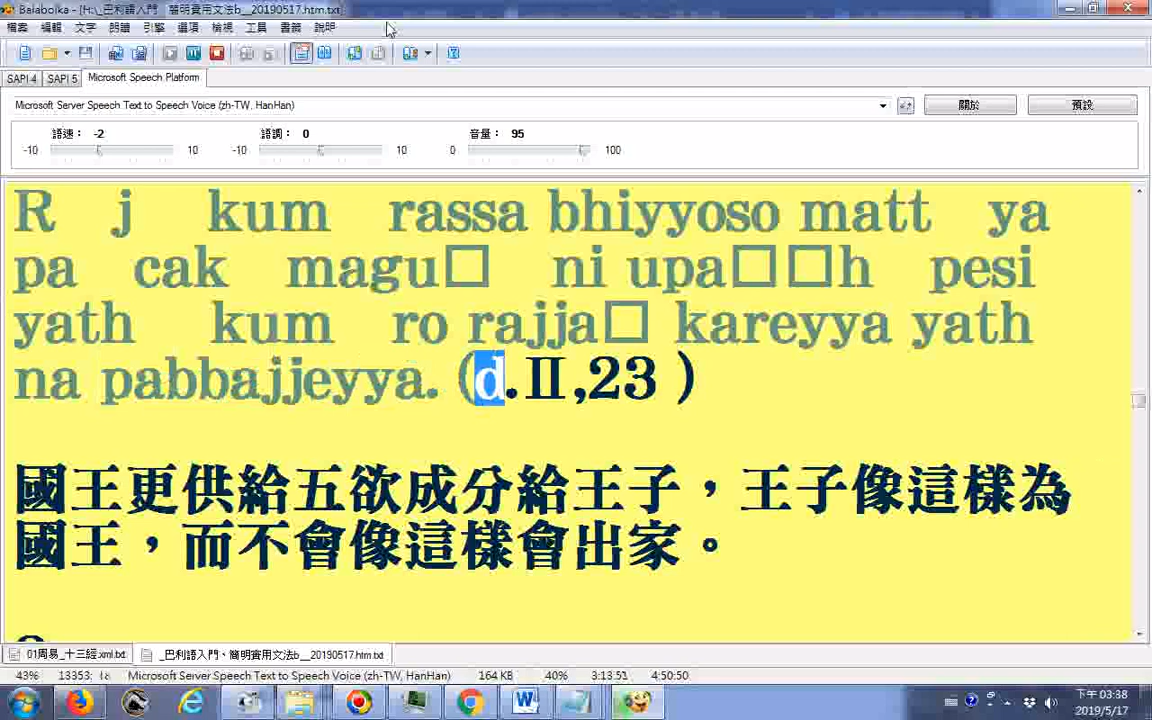 Balabolka - [H:\_巴利語入門、簡明實用文法b__20190517.htm.txt]
檔案 編輯 文字 朗讀 引擎 選項 檢視 工具 書籤 說明
SAPI 4 SAPI 5 Microsoft Speech Platform
Microsoft Server Speech Text to Speech Voice (zh-TW, HanHan) 關於 預設
語速： -2 語調： 0 音量： 95
-10 10 -10 10 0 100
R j kum rassa bhiyyoso matt ya
pa cak magu□ ni upa□□h pesi
yath kum ro rajja□ kareyya yath
na pabbajjeyya. (d.Ⅱ,23 )
國王更供給五欲成分給王子，王子像這樣為
國王，而不會像這樣會出家。
01周易_十三經.xml.txt _巴利語入門、簡明實用文法b__20190517.htm.txt
43% 13353: Microsoft Server Speech Text to Speech Voice (zh-TW, HanHan) 164 KB 40% 3:13:51 4:50:50
下午 03:38
2019/5/17